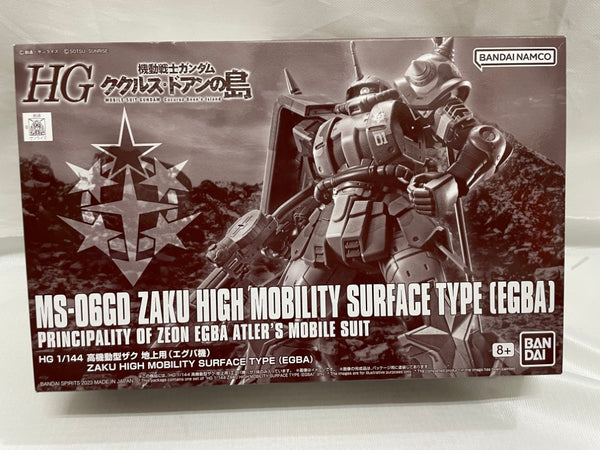 ©創通・サンライズ ©SOTSU・SUNRISE
BANDAI NAMCO
HG
機動戦士ガンダム
ククルス・ドアンの島
MOBILE SUIT GUNDAM Cucuruz Doan's Island
MS-06GD ZAKU HIGH MOBILITY SURFACE TYPE (EGBA)
PRINCIPALITY OF ZEON EGBA ATLER'S MOBILE SUIT
HG 1/144 高機動型ザク 地上用(エグバ機)
ZAKU HIGH MOBILITY SURFACE TYPE (EGBA)
8+
BAN
DAI
BANDAI SPIRITS 2023 MADE IN JAPAN